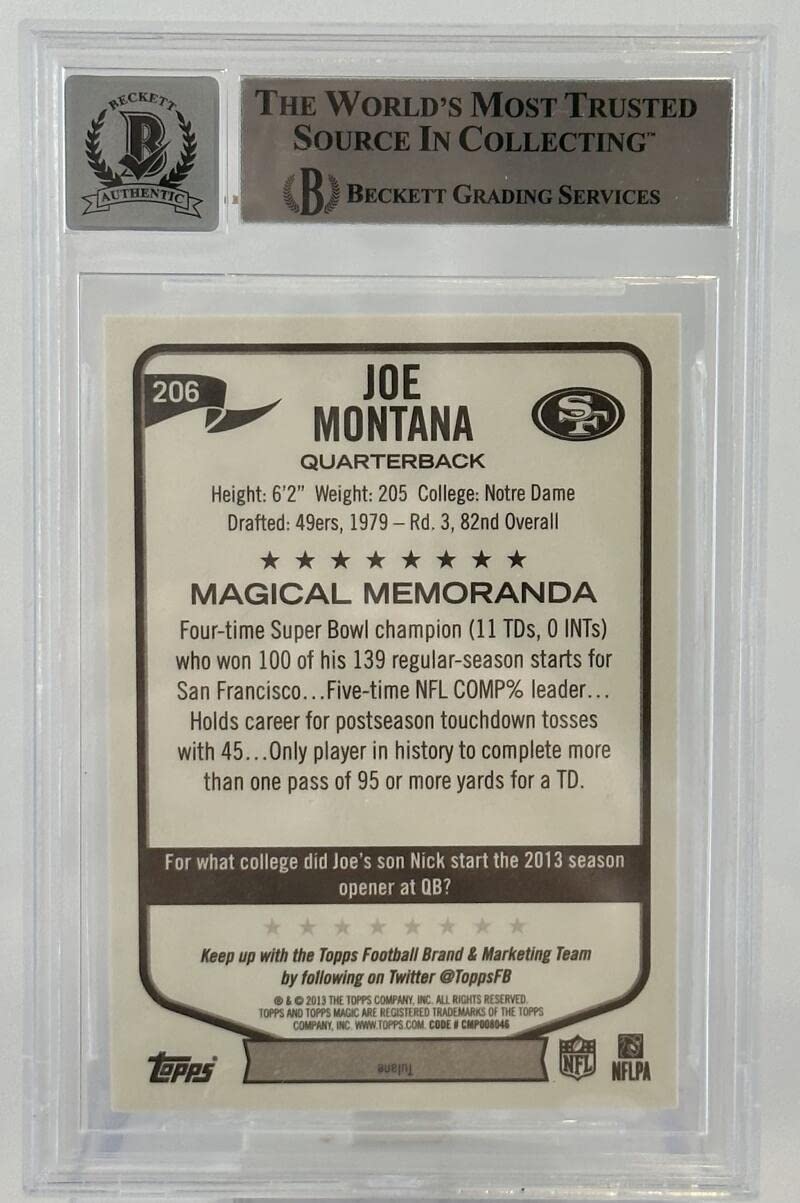 BECKETT
B
AUTHENTIC
THE WORLD'S MOST TRUSTED
SOURCE IN COLLECTING™
B BECKETT GRADING SERVICES
206
JOE
MONTANA
SF
QUARTERBACK
Height: 6'2" Weight: 205 College: Notre Dame
Drafted: 49ers, 1979 – Rd. 3, 82nd Overall
★ ★ ★ ★ ★ ★ ★ ★
MAGICAL MEMORANDA
Four-time Super Bowl champion (11 TDs, 0 INTs)
who won 100 of his 139 regular-season starts for
San Francisco...Five-time NFL COMP% leader...
Holds career for postseason touchdown tosses
with 45...Only player in history to complete more
than one pass of 95 or more yards for a TD.
For what college did Joe's son Nick start the 2013 season
opener at QB?
★ ★ ★ ★ ★ ★ ★ ★
Keep up with the Topps Football Brand & Marketing Team
by following on Twitter @ToppsFB
® & © 2013 THE TOPPS COMPANY, INC. ALL RIGHTS RESERVED.
TOPPS AND TOPPS MAGIC ARE REGISTERED TRADEMARKS OF THE TOPPS
COMPANY, INC. WWW.TOPPS.COM. CODE # CMP008046
Topps
Tulane
NFL
NFLPA